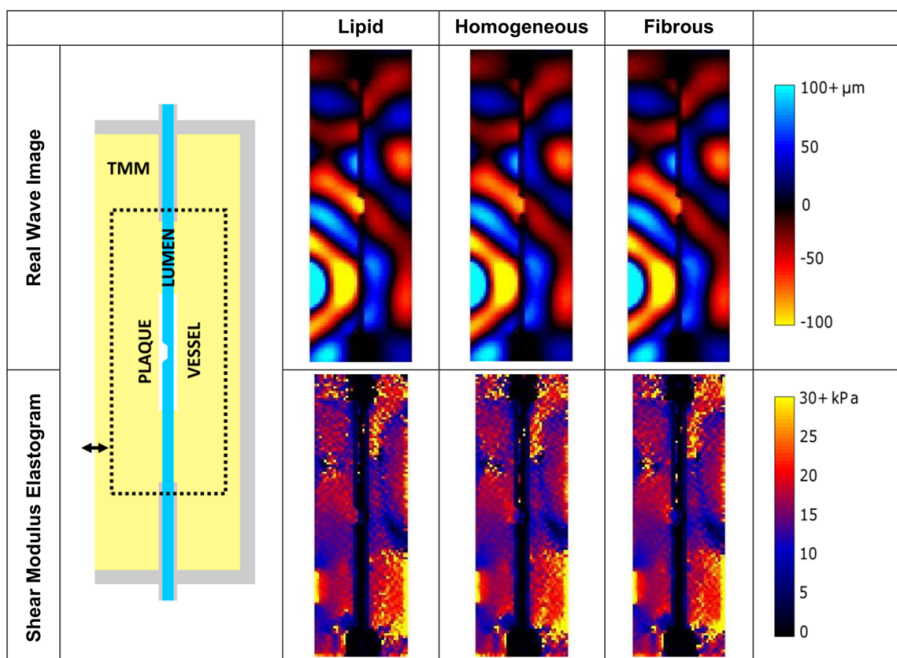 Lipid
Homogeneous
Fibrous
Real Wave Image
TMM
LUMEN
PLAQUE
VESSEL
100+ μm
50
0
-50
-100
Shear Modulus Elastogram
30+ kPa
25
20
15
10
5
0